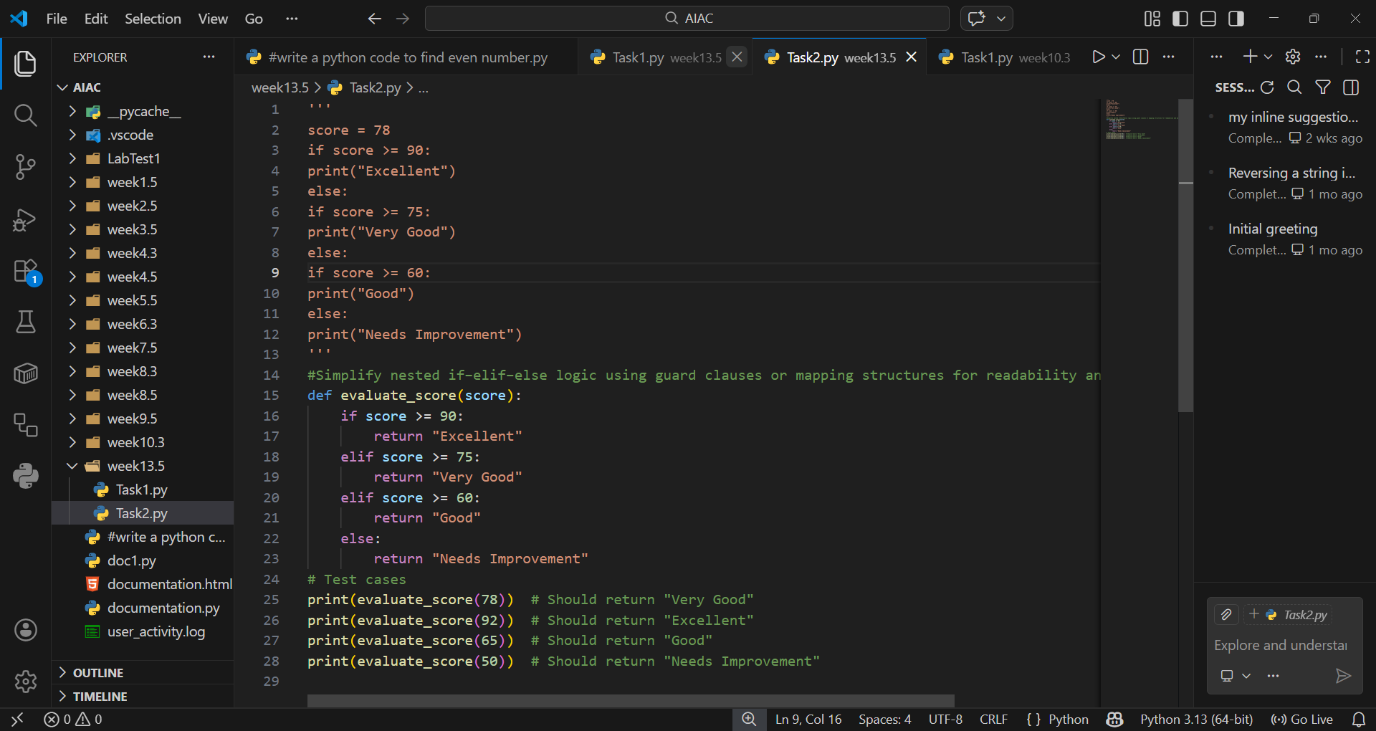 File Edit Selection View Go ··· AIAC
EXPLORER ···
AIAC
__pycache__
.vscode
LabTest1
week1.5
week2.5
week3.5
week4.3
week4.5
week5.5
week6.3
week7.5
week8.3
week8.5
week9.5
week10.3
week13.5
Task1.py
Task2.py
#write a python c...
doc1.py
documentation.html
documentation.py
user_activity.log
OUTLINE
TIMELINE
1
#write a python code to find even number.py Task1.py week13.5 Task2.py week13.5 Task1.py week10.3
week13.5 > Task2.py > ...
1 '''
2 score = 78
3 if score >= 90:
4 print("Excellent")
5 else:
6 if score >= 75:
7 print("Very Good")
8 else:
9 if score >= 60:
10 print("Good")
11 else:
12 print("Needs Improvement")
13 '''
14 #Simplify nested if-elif-else logic using guard clauses or mapping structures for readability an
15 def evaluate_score(score):
16     if score >= 90:
17         return "Excellent"
18     elif score >= 75:
19         return "Very Good"
20     elif score >= 60:
21         return "Good"
22     else:
23         return "Needs Improvement"
24 # Test cases
25 print(evaluate_score(78))  # Should return "Very Good"
26 print(evaluate_score(92))  # Should return "Excellent"
27 print(evaluate_score(65))  # Should return "Good"
28 print(evaluate_score(50))  # Should return "Needs Improvement"
29
SESS...
my inline suggestio...
Comple... 2 wks ago
Reversing a string i...
Complet... 1 mo ago
Initial greeting
Complet... 1 mo ago
Task2.py
Explore and understar
0 0 Ln 9, Col 16 Spaces: 4 UTF-8 CRLF { } Python Python 3.13 (64-bit) Go Live